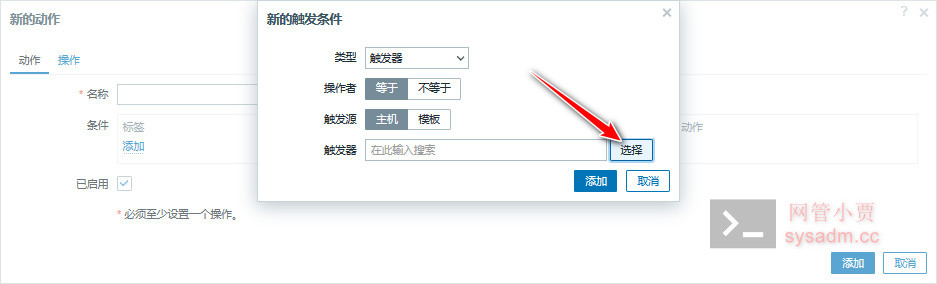 新的动作
? ×
动作 操作
* 名称
条件 标签 动作
添加
已启用
* 必须至少设置一个操作。
添加 取消
新的触发条件 ×
类型 触发器
操作者 等于 不等于
触发源 主机 模板
触发器 在此输入搜索 选择
添加 取消
网管小贾
sysadm.cc